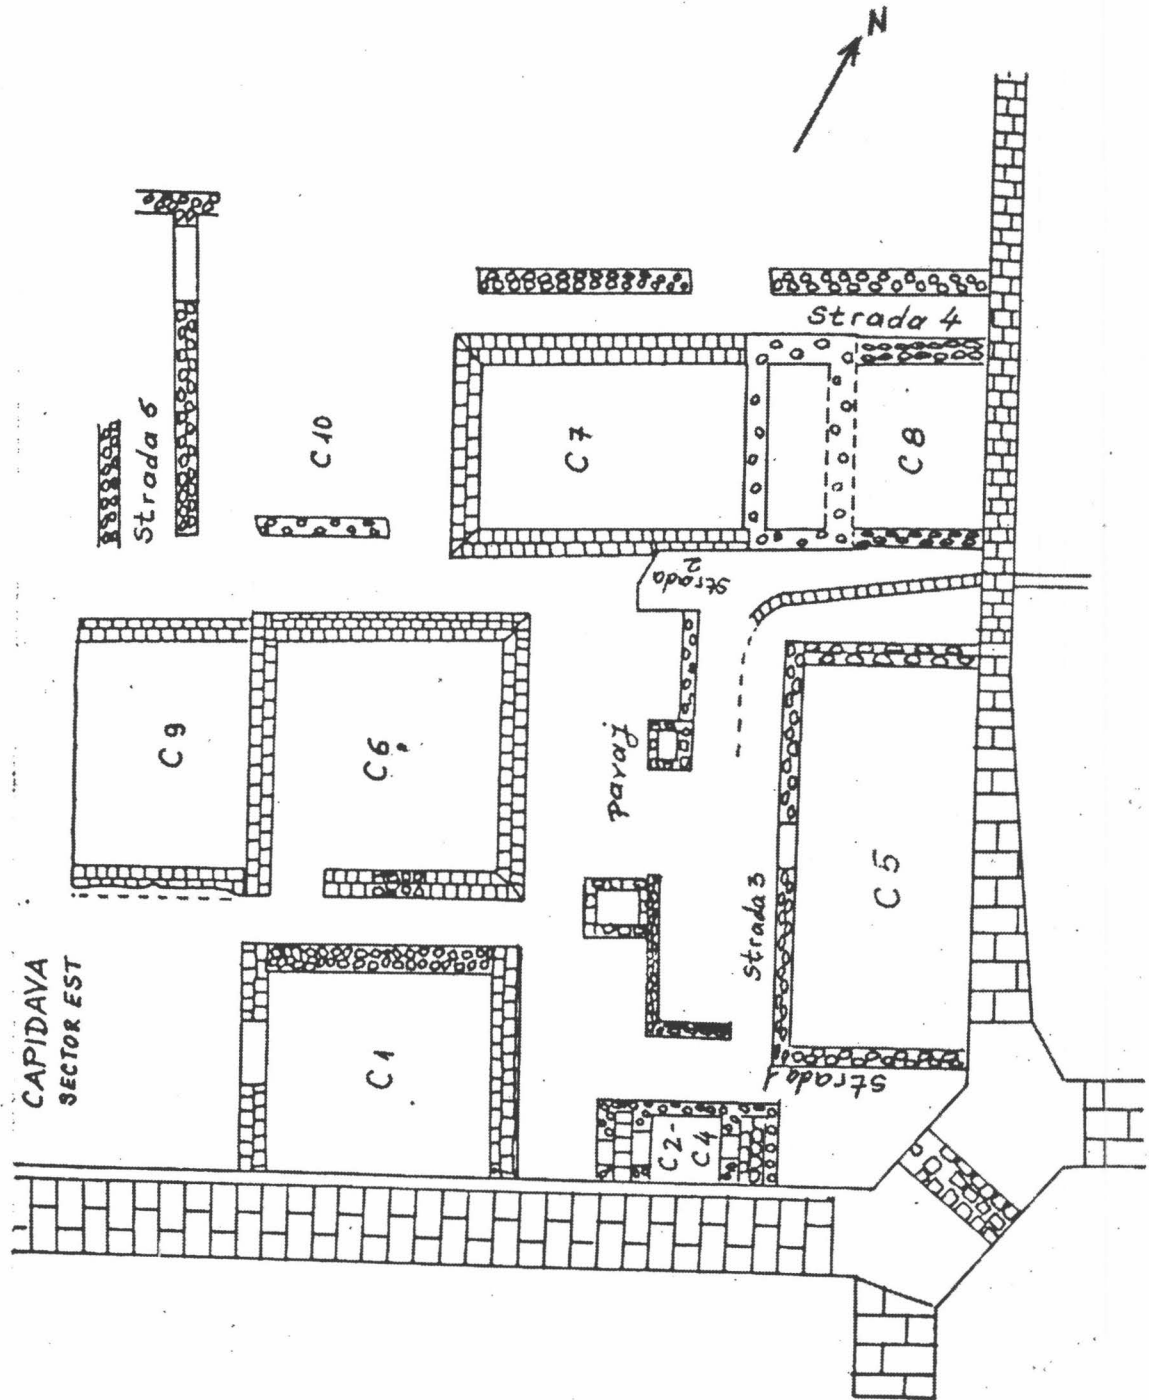 N
Strada 4
Strada 6
C 10
C 7
C 8
Strada
2
C 9
C 6
pavaj
Strada 3
C 5
CAPIDAVA
SECTOR EST
C 1
Strada 1
C2-
C4